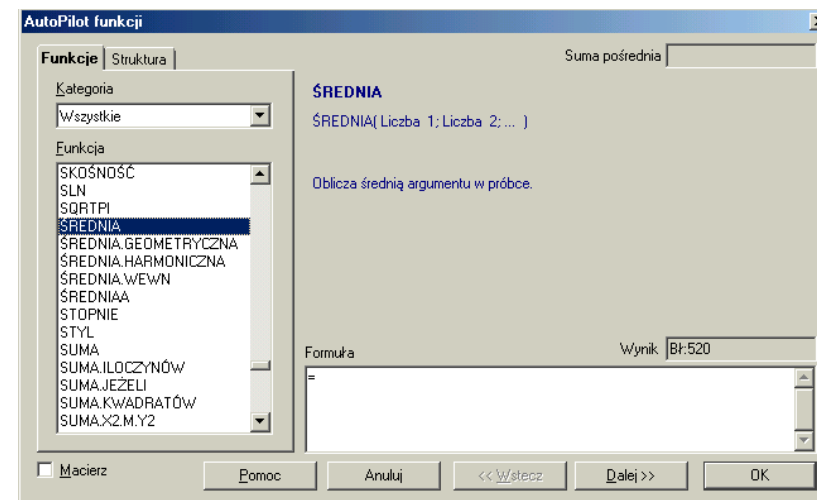 AutoPilot funkcji
Funkcje Struktura
Suma pośrednia
Kategoria
Wszystkie
Funkcja
SKOŚNOŚĆ
SLN
SQRTPI
ŚREDNIA
ŚREDNIA.GEOMETRYCZNA
ŚREDNIA.HARMONICZNA
ŚREDNIA.WEWN
ŚREDNIAA
STOPNIE
STYL
SUMA
SUMA.ILOCZYNÓW
SUMA.JEŻELI
SUMA.KWADRATÓW
SUMA.X2.M.Y2
ŚREDNIA
ŚREDNIA( Liczba 1; Liczba 2; ... )
Oblicza średnią argumentu w próbce.
Formuła
Wynik Bł:520
=
Macierz
Pomoc
Anuluj
<< Wstecz
Dalej >>
OK